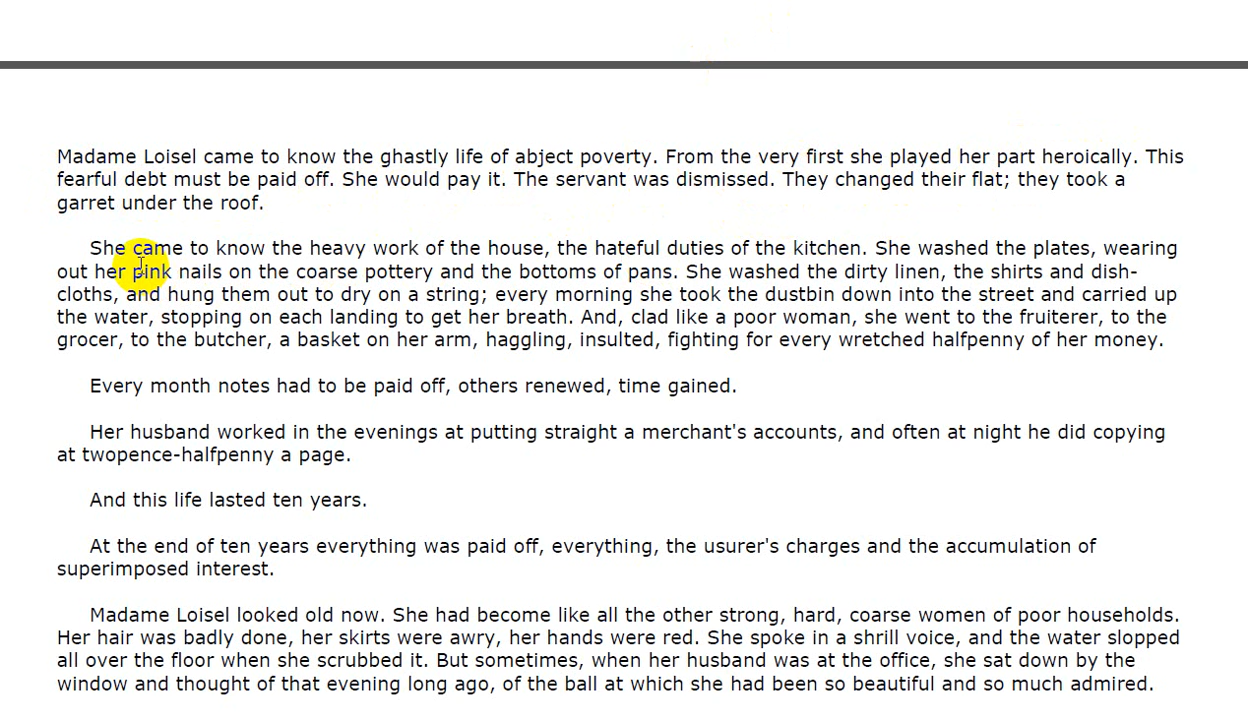 Madame Loisel came to know the ghastly life of abject poverty. From the very first she played her part heroically. This
fearful debt must be paid off. She would pay it. The servant was dismissed. They changed their flat; they took a
garret under the roof.
She came to know the heavy work of the house, the hateful duties of the kitchen. She washed the plates, wearing
out her pink nails on the coarse pottery and the bottoms of pans. She washed the dirty linen, the shirts and dish-
cloths, and hung them out to dry on a string; every morning she took the dustbin down into the street and carried up
the water, stopping on each landing to get her breath. And, clad like a poor woman, she went to the fruiterer, to the
grocer, to the butcher, a basket on her arm, haggling, insulted, fighting for every wretched halfpenny of her money.
Every month notes had to be paid off, others renewed, time gained.
Her husband worked in the evenings at putting straight a merchant's accounts, and often at night he did copying
at twopence-halfpenny a page.
And this life lasted ten years.
At the end of ten years everything was paid off, everything, the usurer's charges and the accumulation of
superimposed interest.
Madame Loisel looked old now. She had become like all the other strong, hard, coarse women of poor households.
Her hair was badly done, her skirts were awry, her hands were red. She spoke in a shrill voice, and the water slopped
all over the floor when she scrubbed it. But sometimes, when her husband was at the office, she sat down by the
window and thought of that evening long ago, of the ball at which she had been so beautiful and so much admired.